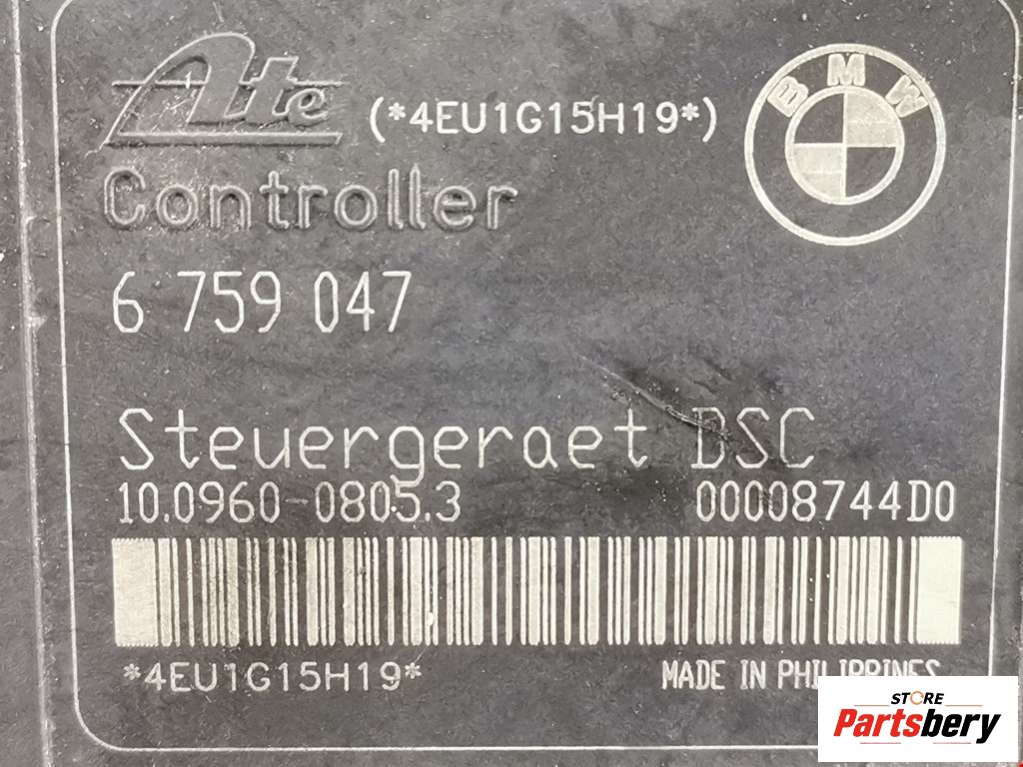 Ate (*4EU1G15H19*) BMW
Controller
6 759 047
Steuergeraet DSC
10.0960-0805.3 00008744D0
*4EU1G15H19* MADE IN PHILIPPINES
STORE
Partsbery